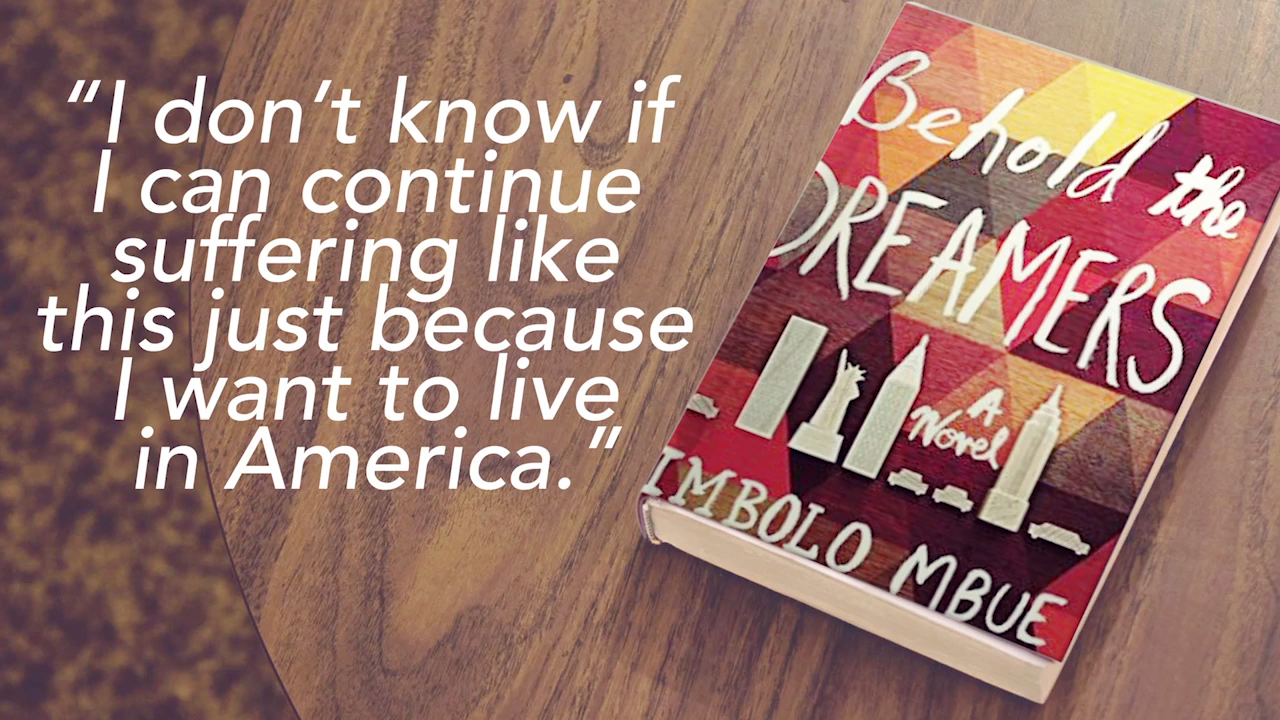 “I don’t know if
I can continue
suffering like
this just because
I want to live
in America.”
Behold the
DREAMERS
A
Novel
IMBOLO MBUE